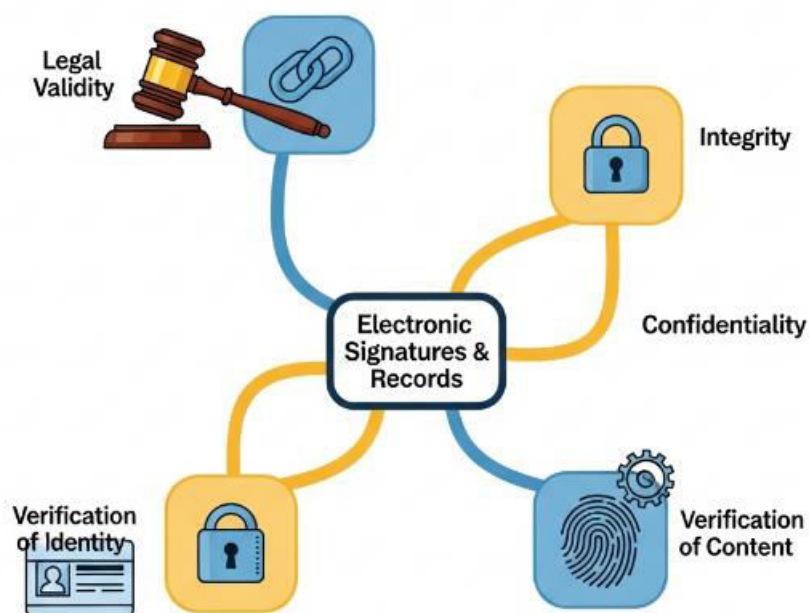 Legal
Validity
Integrity
Electronic
Signatures &
Records
Confidentiality
Verification
of Identity
Verification
of Content